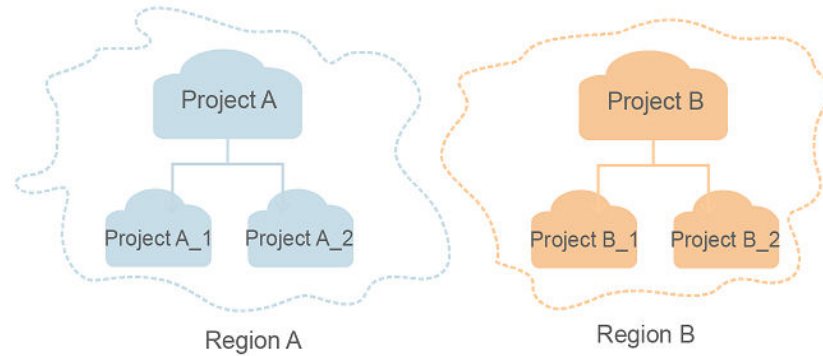 Project A
Project A_1
Project A_2
Region A
Project B
Project B_1
Project B_2
Region B